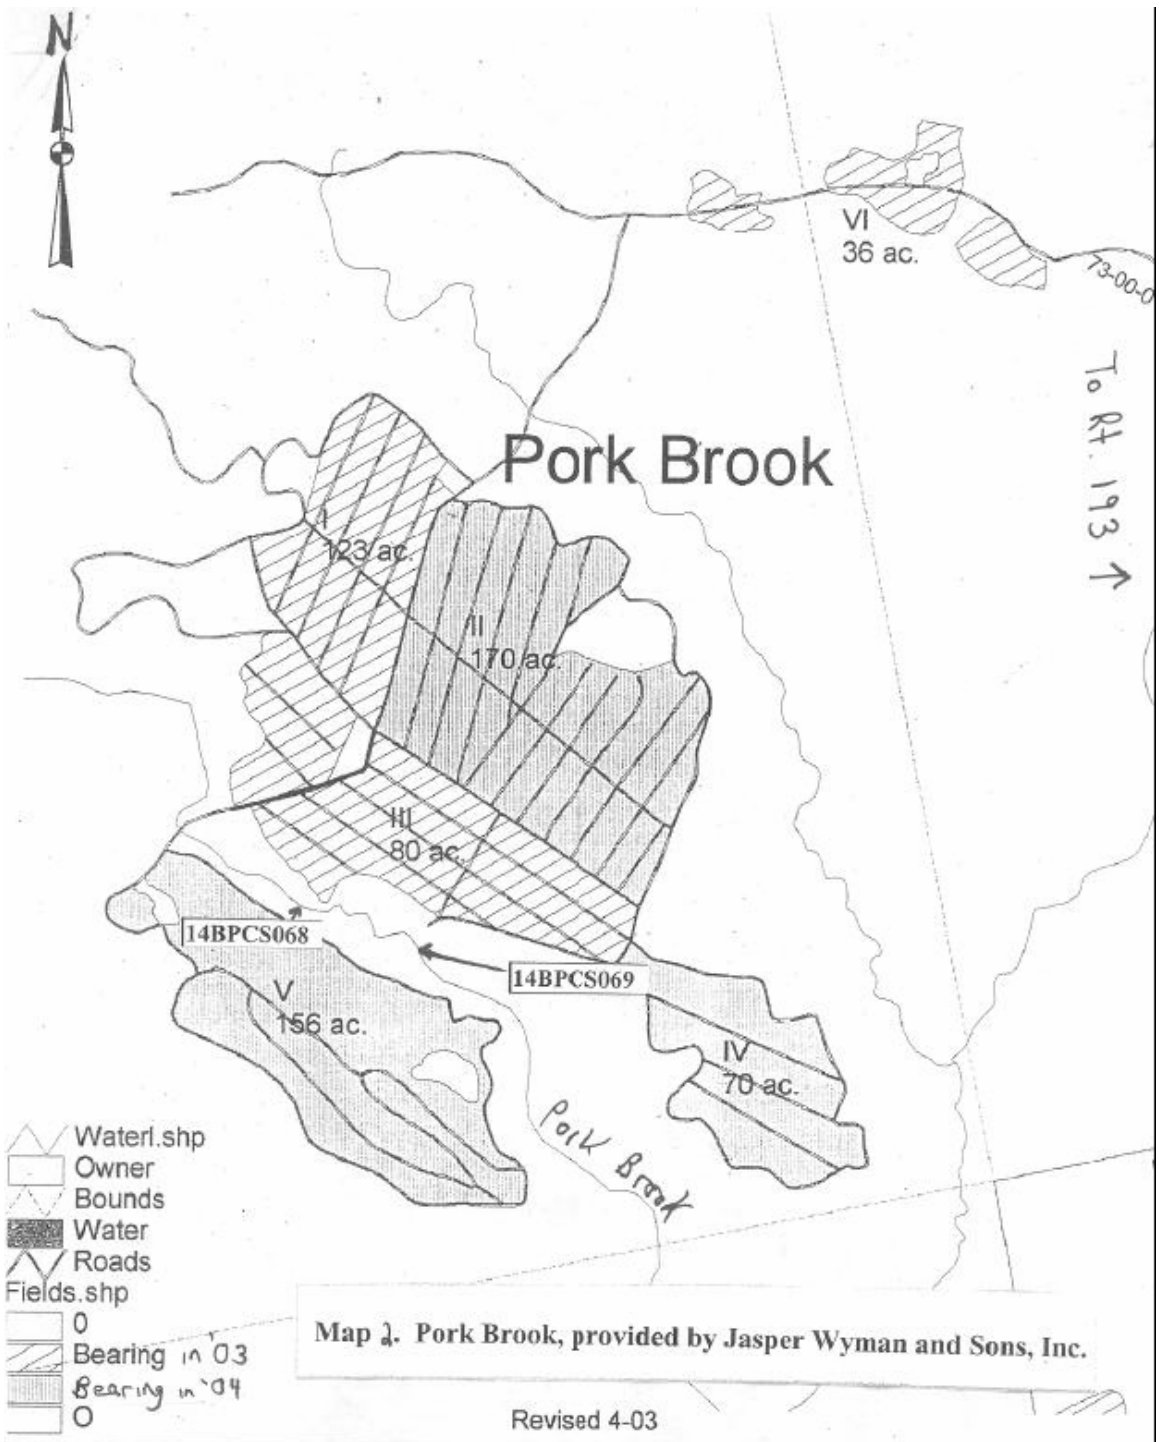 N
VI
36 ac.
73-00-0
To Rt. 193 ↑
Pork Brook
I
123 ac.
II
170 ac.
III
80 ac.
14BPCS068
14BPCS069
V
156 ac.
IV
70 ac.
Pork Brook
Waterl.shp
Owner
Bounds
Water
Roads
Fields.shp
0
Bearing in '03
Bearing in '04
O
Map 2. Pork Brook, provided by Jasper Wyman and Sons, Inc.
Revised 4-03